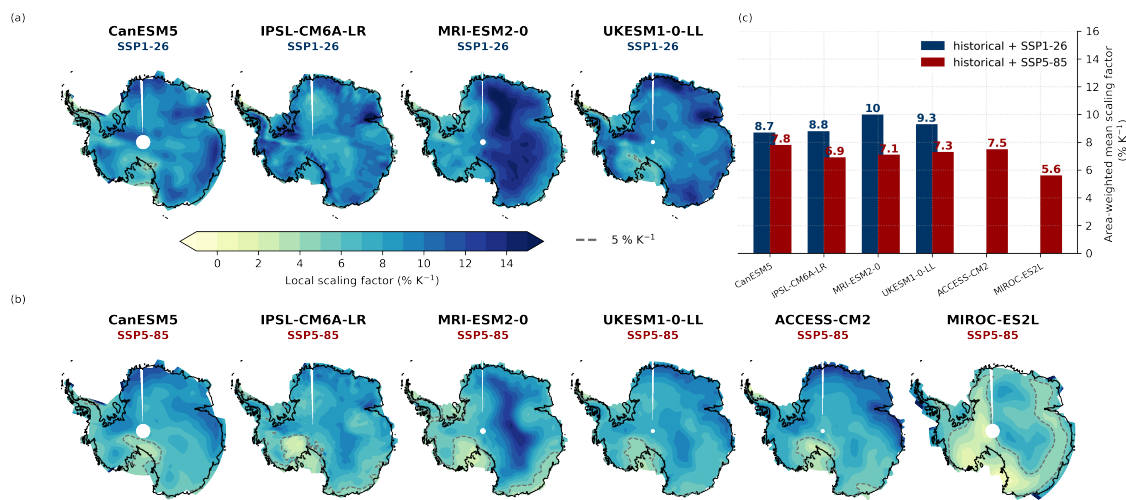 (a)
CanESM5
SSP1-26
IPSL-CM6A-LR
SSP1-26
MRI-ESM2-0
SSP1-26
UKESM1-0-LL
SSP1-26
0 2 4 6 8 10 12 14
Local scaling factor (% K⁻¹)
5 % K⁻¹
(c)
historical + SSP1-26
historical + SSP5-85
8.7 7.8 8.8 6.9 10 7.1 9.3 7.3 7.5 5.6
16
14
12
10
8
6
4
2
0
Area-weighted mean scaling factor
(% K⁻¹)
CanESM5
IPSL-CM6A-LR
MRI-ESM2-0
UKESM1-0-LL
ACCESS-CM2
MIROC-ES2L
(b)
CanESM5
SSP5-85
IPSL-CM6A-LR
SSP5-85
MRI-ESM2-0
SSP5-85
UKESM1-0-LL
SSP5-85
ACCESS-CM2
SSP5-85
MIROC-ES2L
SSP5-85